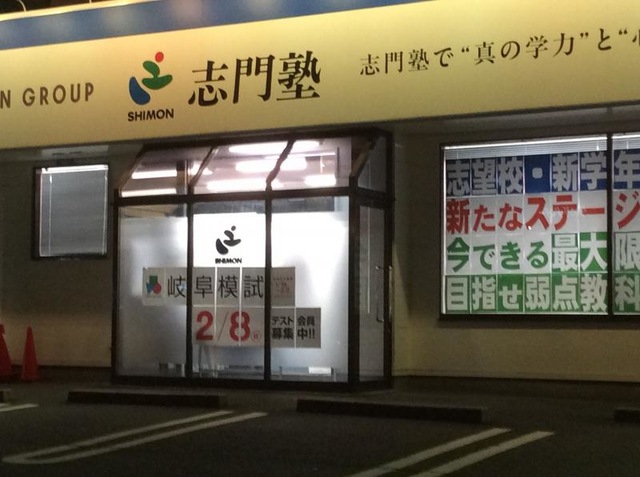 N GROUP
SHIMON
志門塾
志門塾で“真の学力”と“
SHIMON
岐阜模試
2/8
テスト会員
募集中!!
志望校・新学年
新たなステージ
今できる最大限
目指せ弱点教科